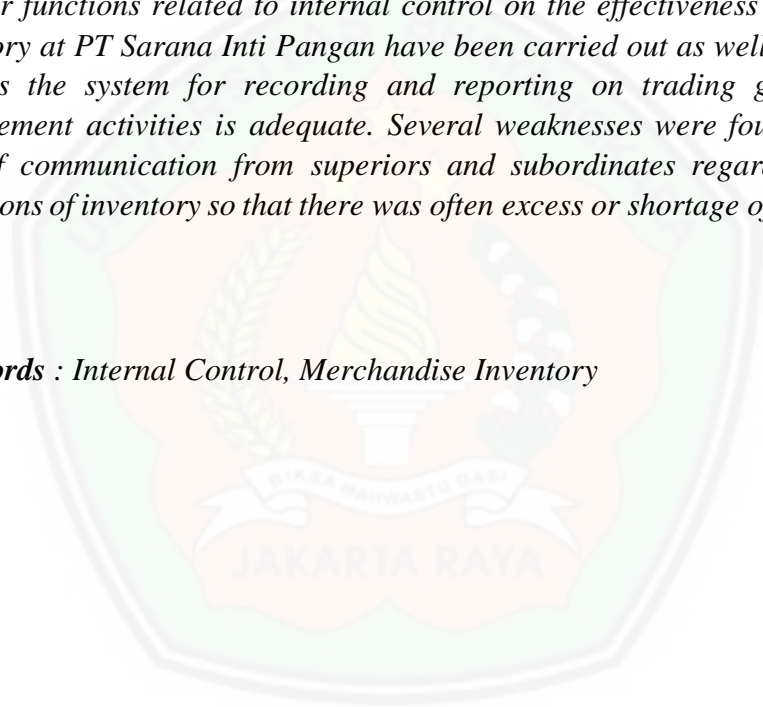 r functions related to internal control on the effectiveness
ory at PT Sarana Inti Pangan have been carried out as well
s the system for recording and reporting on trading g
ement activities is adequate. Several weaknesses were fou
f communication from superiors and subordinates regar
ons of inventory so that there was often excess or shortage o
ords : Internal Control, Merchandise Inventory
BIKSA MAHWASTU DASI
JAKARTA RAYA